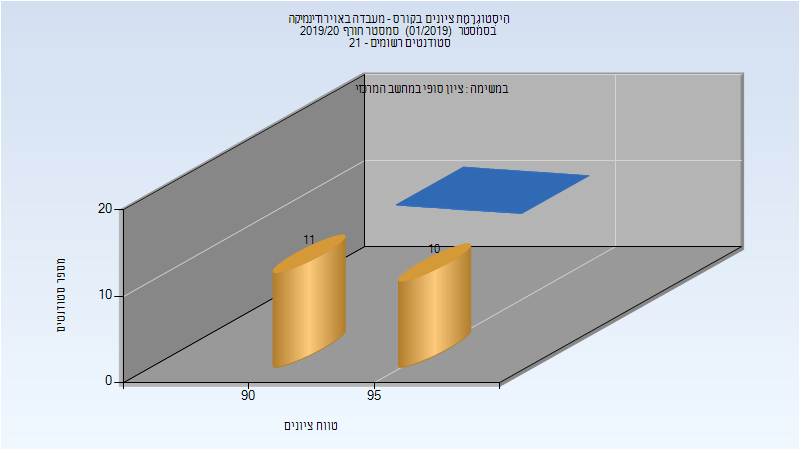 היסטוגרמת ציונים בקורס - מעבדה באוירודינמיקה
בסמסטר (01/2019) סמסטר חורף 2019/20
סטודנטים רשומים - 21
במשימה : ציון סופי במחשב המרכזי
20
10
0
11
10
90
95
מספר סטודנטים
טווח ציונים